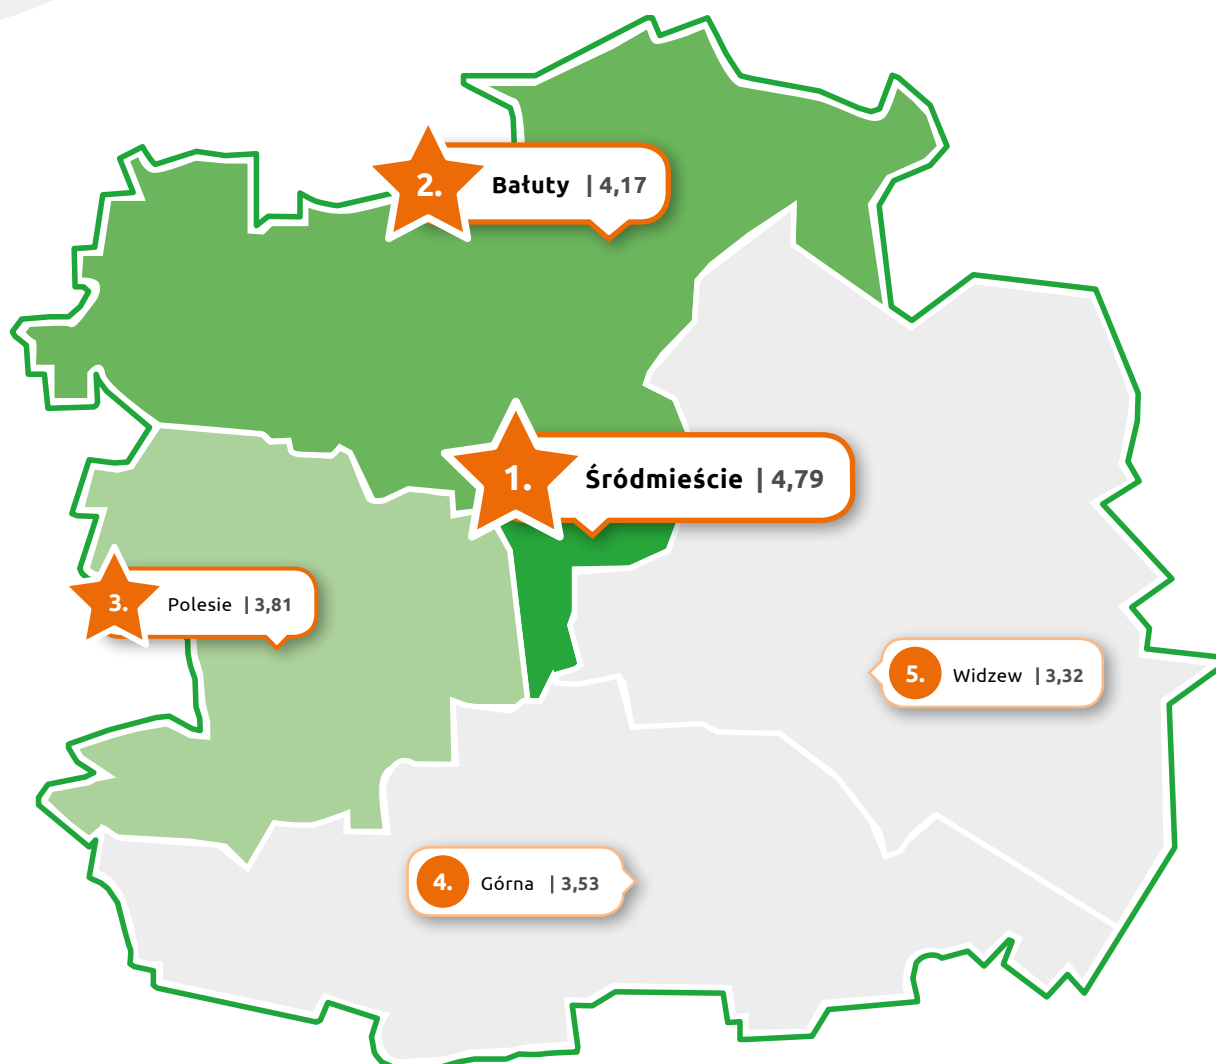 2. Bałuty | 4,17
1. Śródmieście | 4,79
3. Polesie | 3,81
5. Widzew | 3,32
4. Górna | 3,53